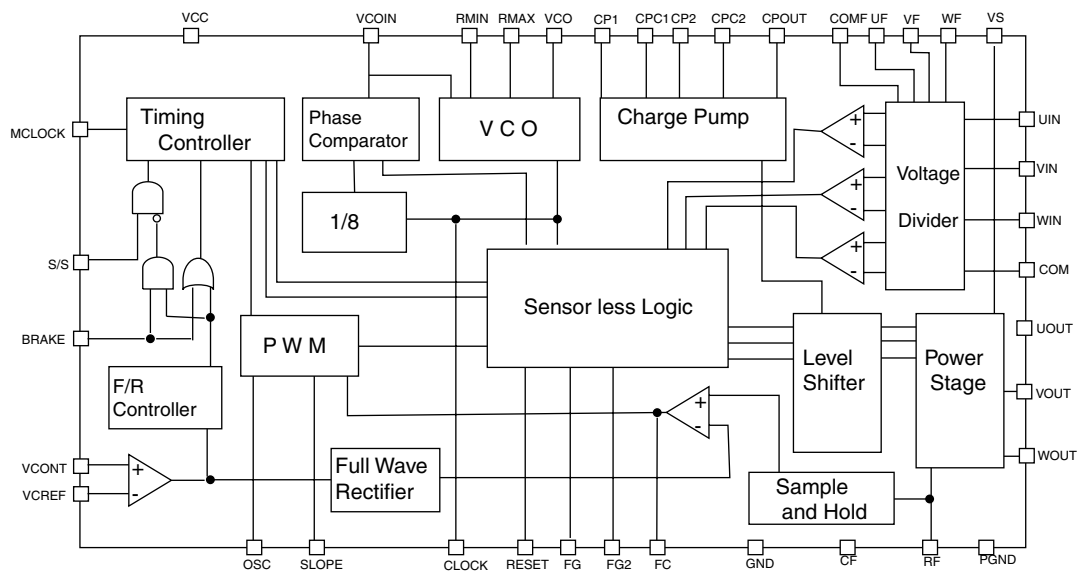 VCC VCOIN RMIN RMAX VCO CP1 CPC1 CP2 CPC2 CPOUT COMF UF VF WF VS
MCLOCK
S/S
BRAKE
VCONT
VCREF
Timing
Controller
Phase
Comparator
V C O
Charge Pump
1/8
+
-
+
-
+
-
Voltage
Divider
UIN
VIN
WIN
COM
UOUT
VOUT
WOUT
Sensor less Logic
P W M
F/R
Controller
Level
Shifter
Power
Stage
+
-
+
-
Full Wave
Rectifier
Sample
and Hold
OSC SLOPE CLOCK RESET FG FG2 FC GND CF RF PGND